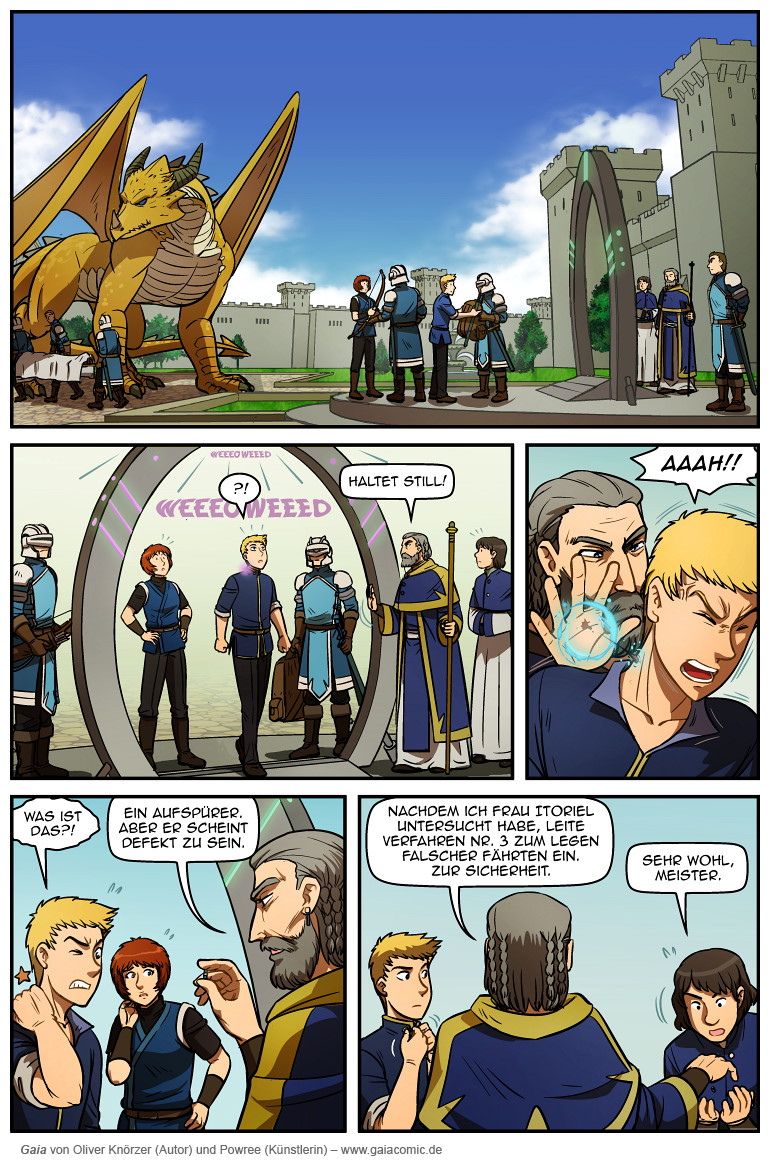 WEEEOWEEED
?!
WEEEOWEEED
HALTET STILL!
AAAH!!
WAS IST
DAS?!
EIN AUFSPÜRER.
ABER ER SCHEINT
DEFEKT ZU SEIN.
NACHDEM ICH FRAU ITORIEL
UNTERSUCHT HABE, LEITE
VERFAHREN NR. 3 ZUM LEGEN
FALSCHER FÄHRTEN EIN.
ZUR SICHERHEIT.
SEHR WOHL,
MEISTER.
Gaia von Oliver Knörzer (Autor) und Powree (Künstlerin) – www.gaiacomic.de